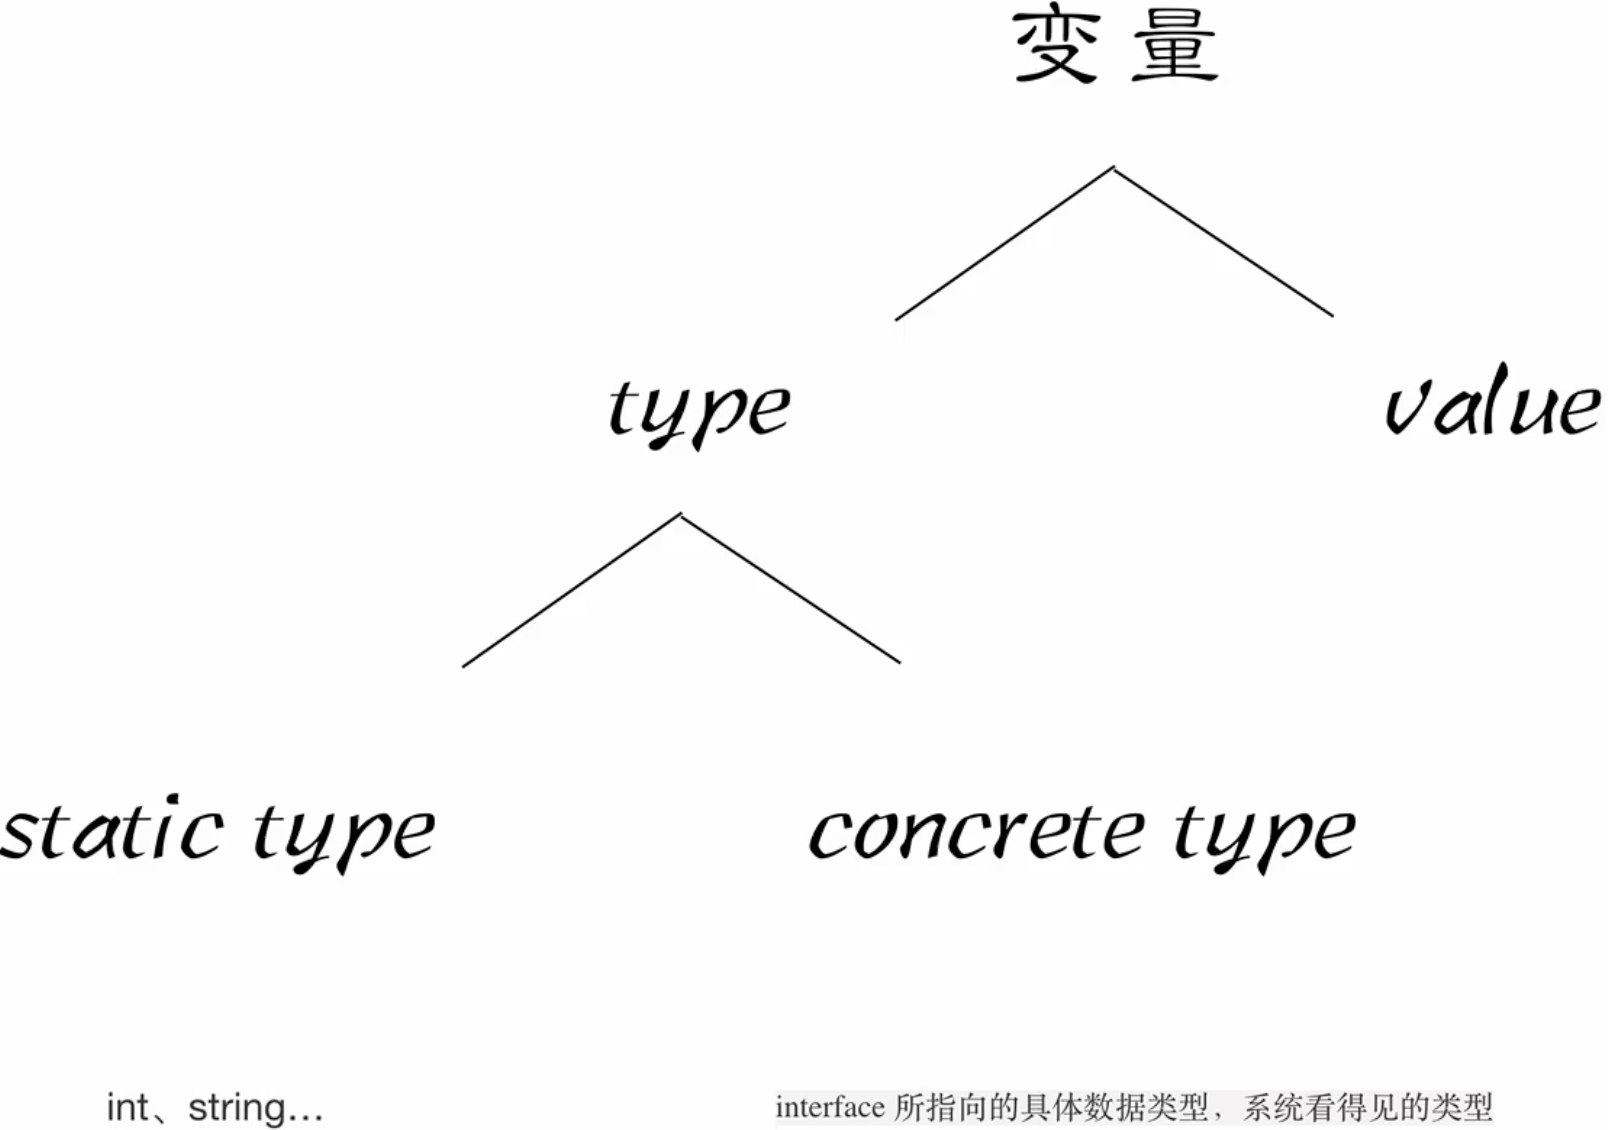 变量
type
value
static type
concrete type
int、string...
interface 所指向的具体数据类型，系统看得见的类型